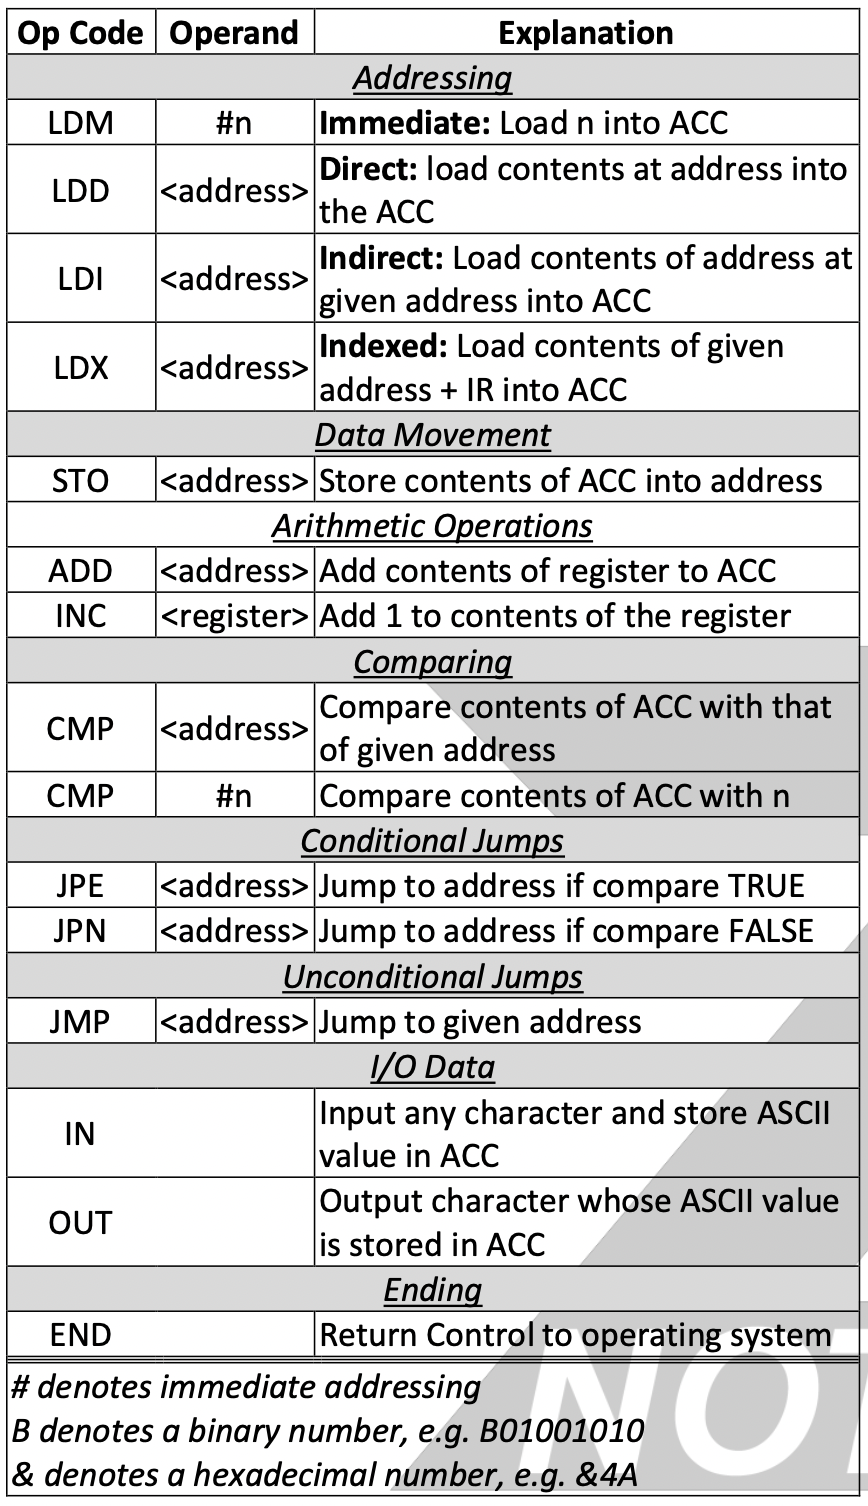 Op Code Operand Explanation
Addressing
LDM #n Immediate: Load n into ACC
LDD <address> Direct: load contents at address into
the ACC
LDI <address> Indirect: Load contents of address at
given address into ACC
LDX <address> Indexed: Load contents of given
address + IR into ACC
Data Movement
STO <address> Store contents of ACC into address
Arithmetic Operations
ADD <address> Add contents of register to ACC
INC <register> Add 1 to contents of the register
Comparing
CMP <address> Compare contents of ACC with that
of given address
CMP #n Compare contents of ACC with n
Conditional Jumps
JPE <address> Jump to address if compare TRUE
JPN <address> Jump to address if compare FALSE
Unconditional Jumps
JMP <address> Jump to given address
I/O Data
IN Input any character and store ASCII
value in ACC
OUT Output character whose ASCII value
is stored in ACC
Ending
END Return Control to operating system
# denotes immediate addressing
B denotes a binary number, e.g. B01001010
& denotes a hexadecimal number, e.g. &4A